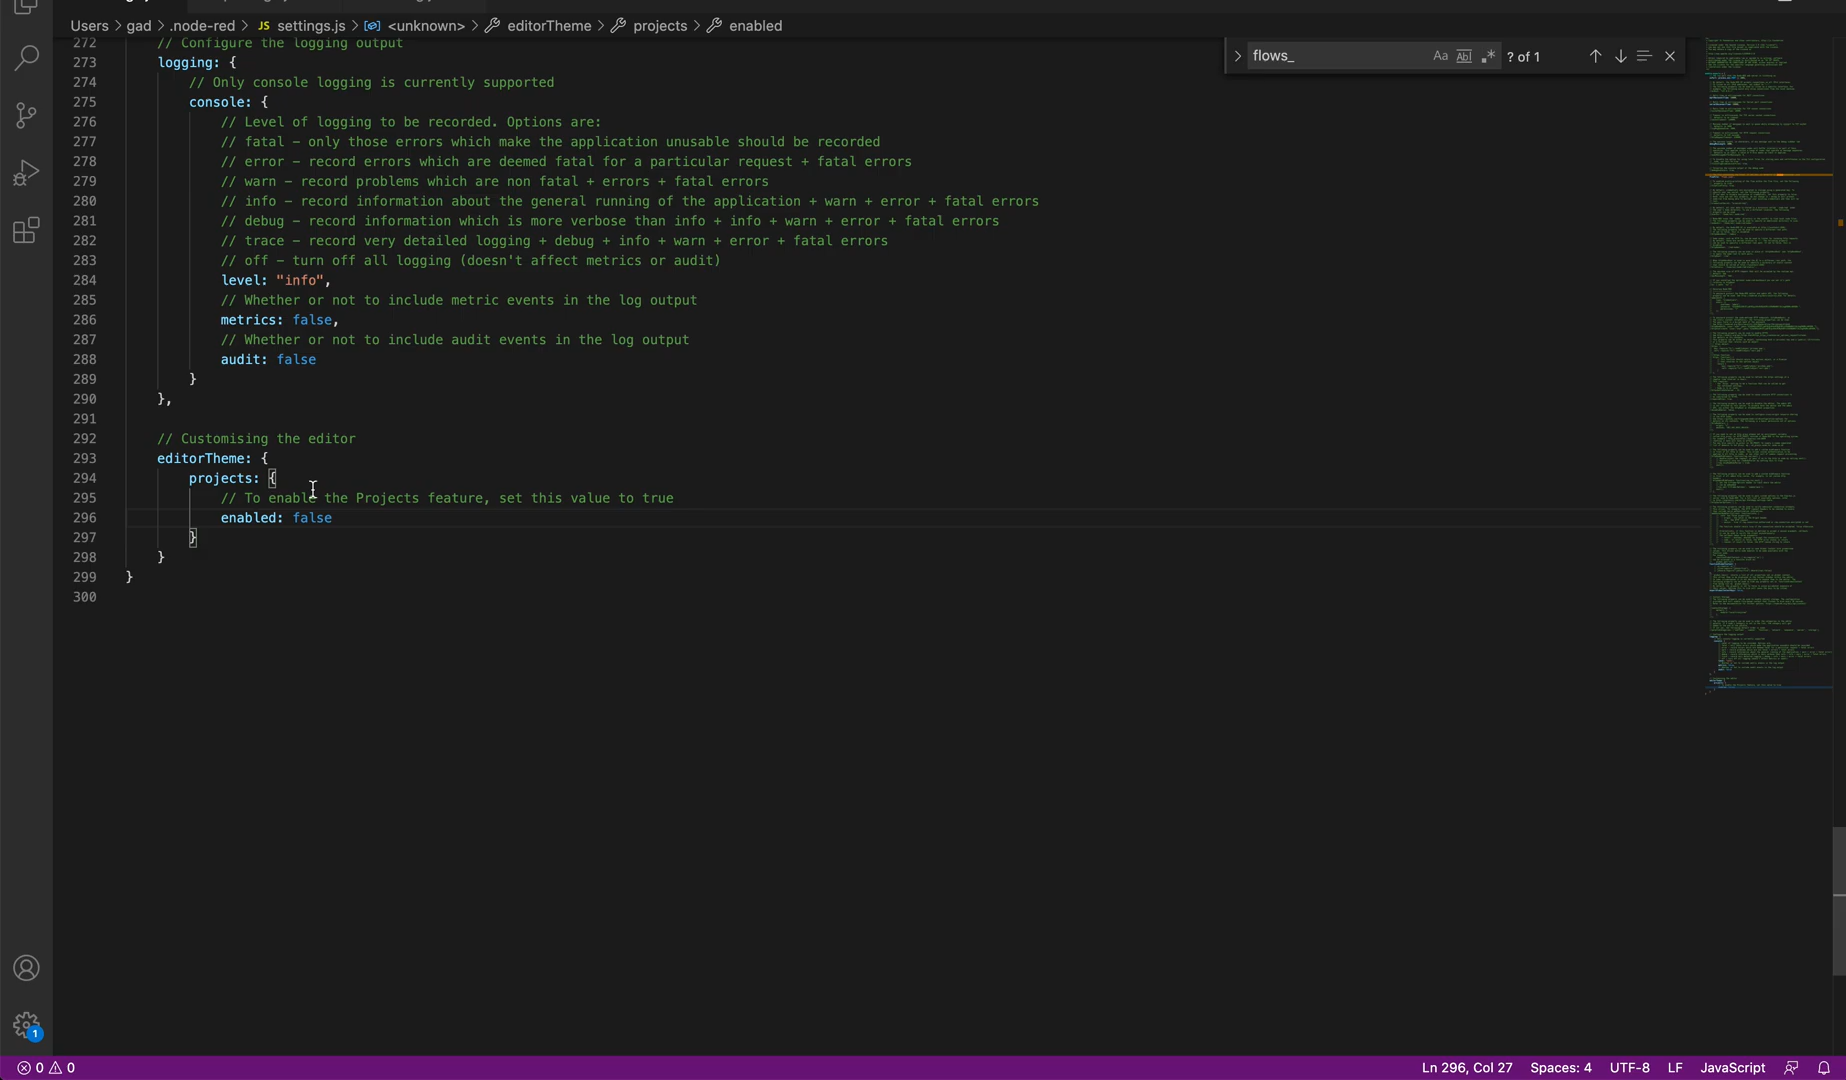 Users > gad > .node-red > JS settings.js > <unknown> > editorTheme > projects > enabled
flows_
Aa Abl .* ? of 1
272 // Configure the logging output
273 logging: {
274 // Only console logging is currently supported
275 console: {
276 // Level of logging to be recorded. Options are:
277 // fatal - only those errors which make the application unusable should be recorded
278 // error - record errors which are deemed fatal for a particular request + fatal errors
279 // warn - record problems which are non fatal + errors + fatal errors
280 // info - record information about the general running of the application + warn + error + fatal errors
281 // debug - record information which is more verbose than info + info + warn + error + fatal errors
282 // trace - record very detailed logging + debug + info + warn + error + fatal errors
283 // off - turn off all logging (doesn't affect metrics or audit)
284 level: "info",
285 // Whether or not to include metric events in the log output
286 metrics: false,
287 // Whether or not to include audit events in the log output
288 audit: false
289 }
290 },
291
292 // Customising the editor
293 editorTheme: {
294 projects: {
295 // To enable the Projects feature, set this value to true
296 enabled: false
297 }
298 }
299 }
300
1
0 0 Ln 296, Col 27 Spaces: 4 UTF-8 LF JavaScript